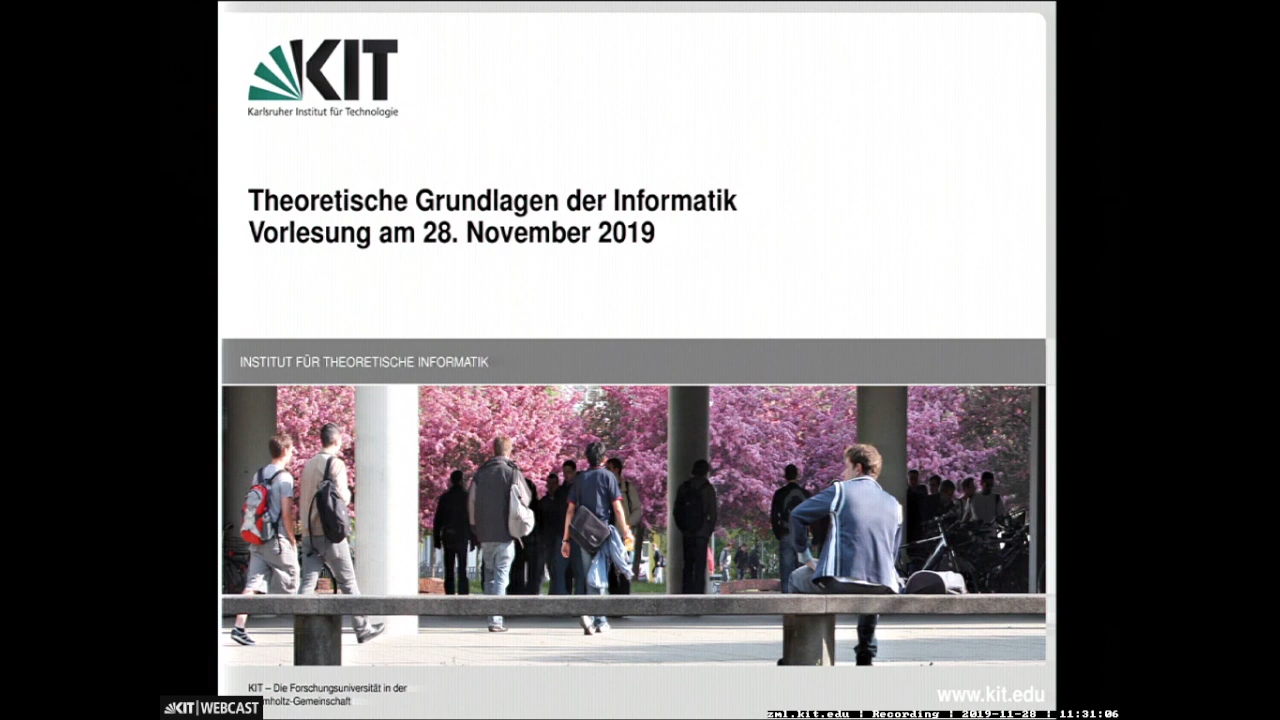 KIT
Karlsruher Institut für Technologie
Theoretische Grundlagen der Informatik
Vorlesung am 28. November 2019
INSTITUT FÜR THEORETISCHE INFORMATIK
KIT – Die Forschungsuniversität in der
mholtz-Gemeinschaft
www.kit.edu
KIT | WEBCAST
zml.kit.edu | Recording | 2019-11-28 | 11:31:06